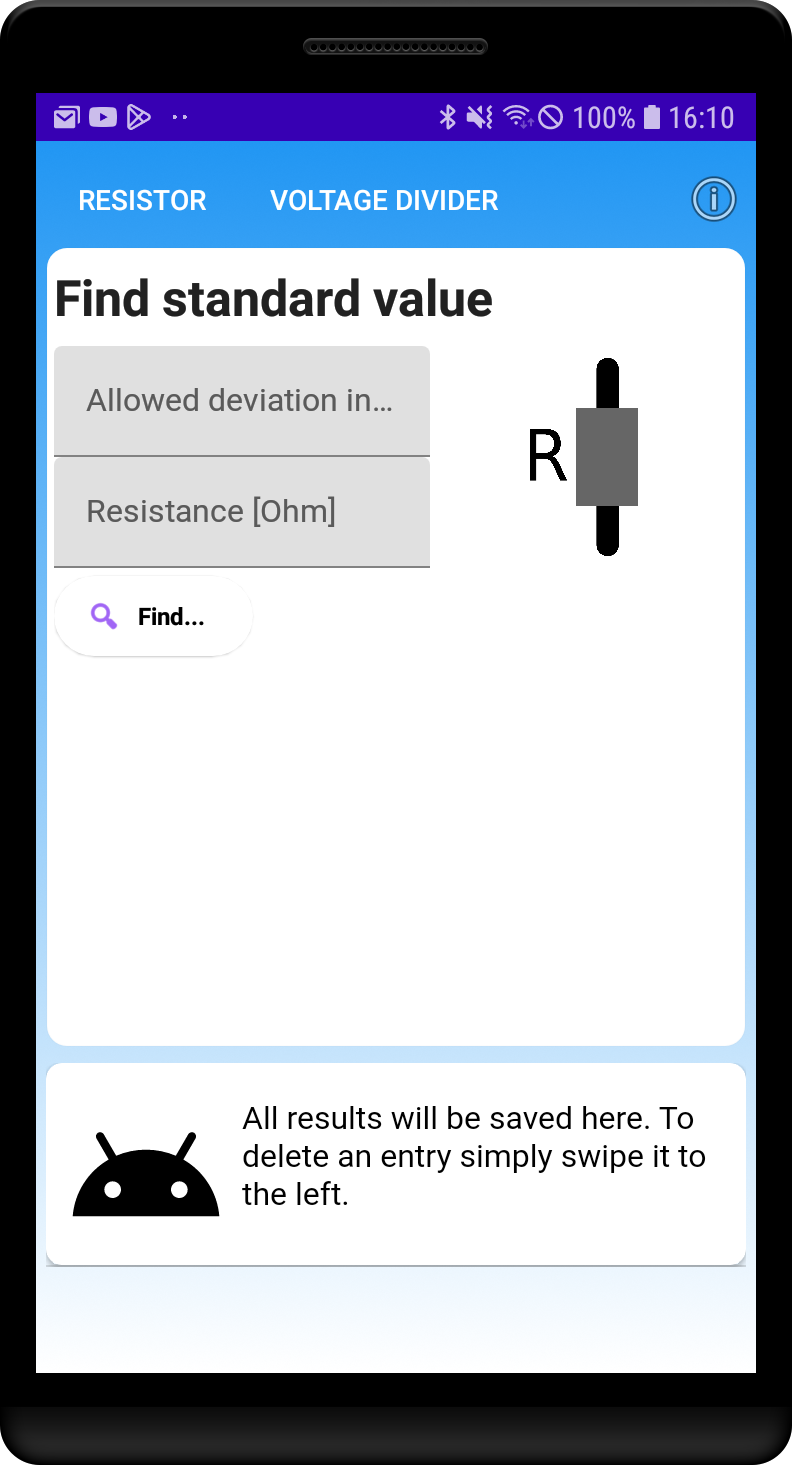 100% 16:10
RESISTOR VOLTAGE DIVIDER
Find standard value
Allowed deviation in...
R
Resistance [Ohm]
Find...
All results will be saved here. To
delete an entry simply swipe it to
the left.